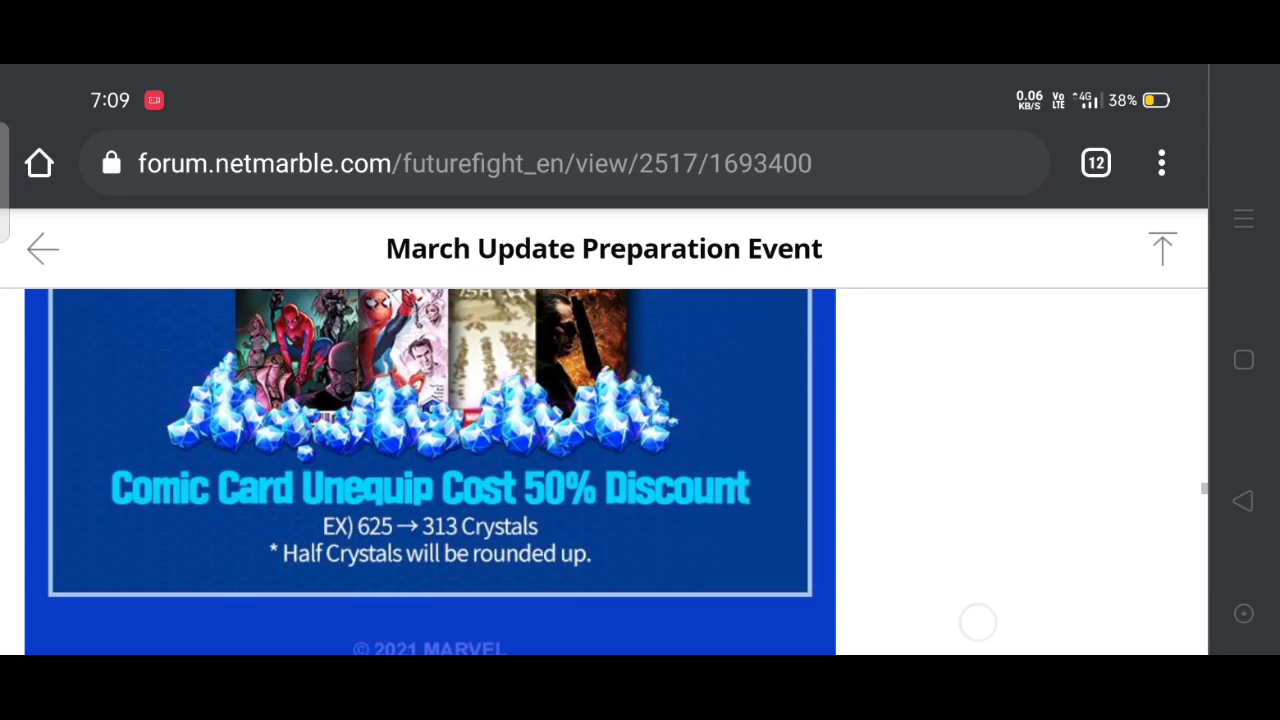 7:09
0.06 KB/S Vo LTE 4G 38%
forum.netmarble.com/futurefight_en/view/2517/1693400
12
March Update Preparation Event
Comic Card Unequip Cost 50% Discount
EX) 625 → 313 Crystals
* Half Crystals will be rounded up.
© 2021 MARVEL